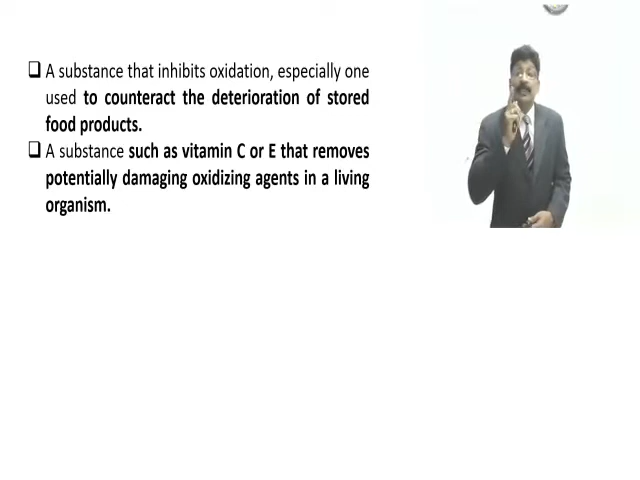 ❑ A substance that inhibits oxidation, especially one
used to counteract the deterioration of stored
food products.
❑ A substance such as vitamin C or E that removes
potentially damaging oxidizing agents in a living
organism.